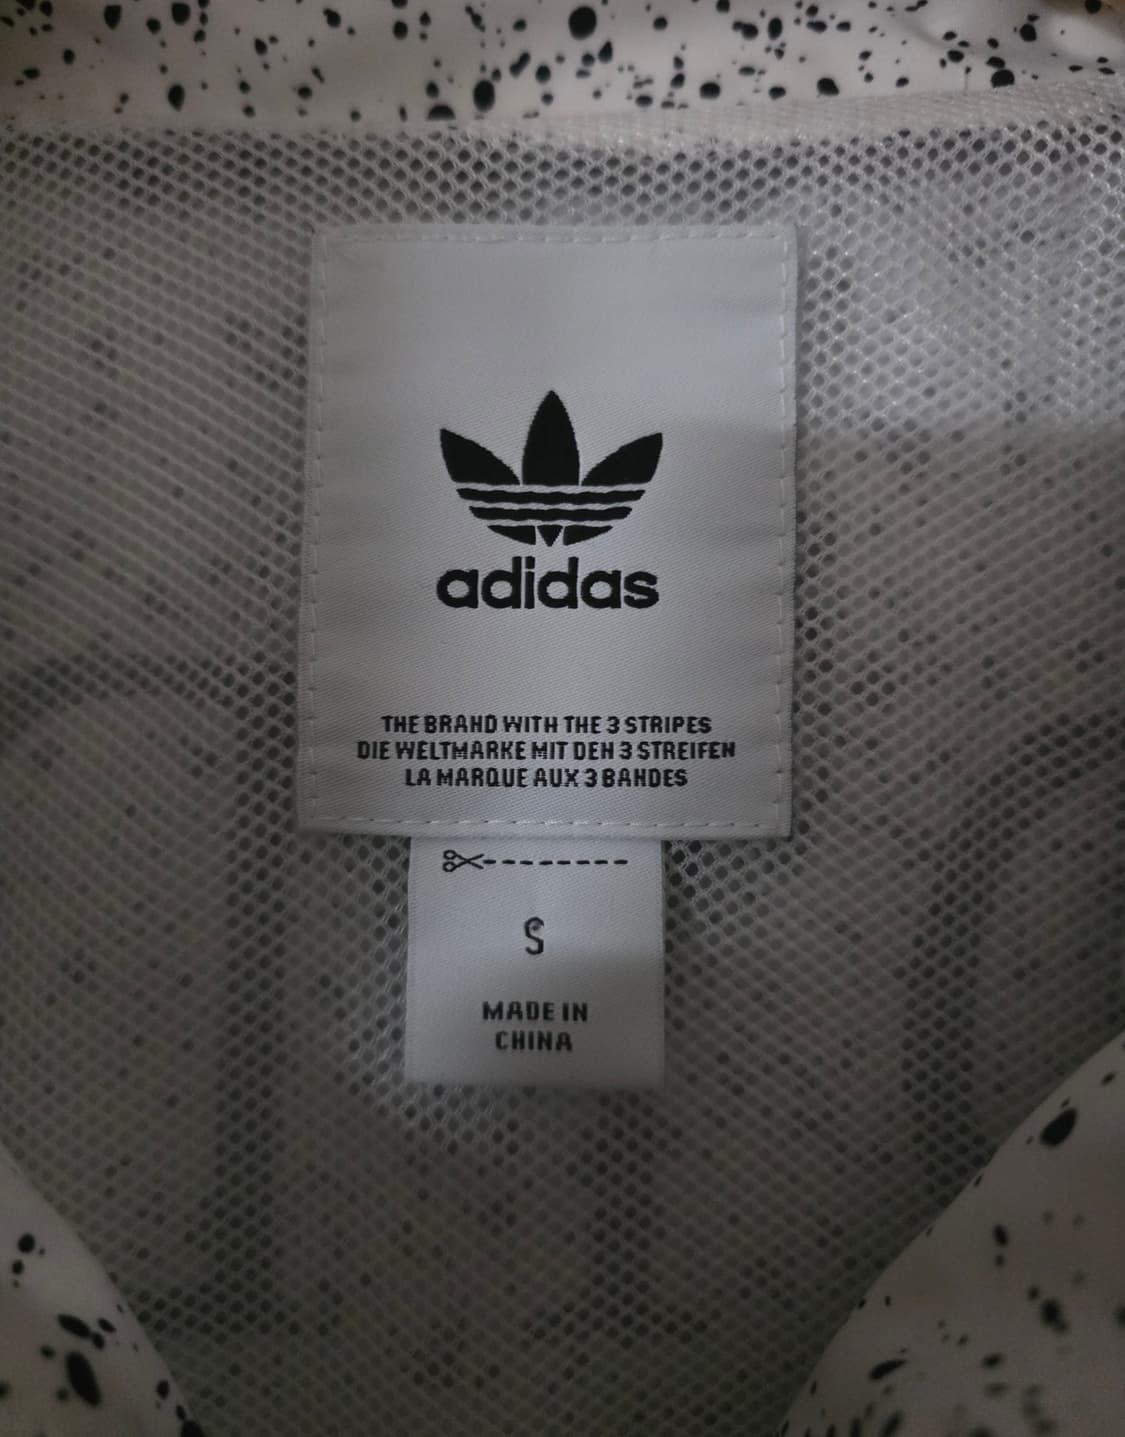 adidas
THE BRAND WITH THE 3 STRIPES
DIE WELTMARKE MIT DEN 3 STREIFEN
LA MARQUE AUX 3 BANDES
S
MADE IN
CHINA